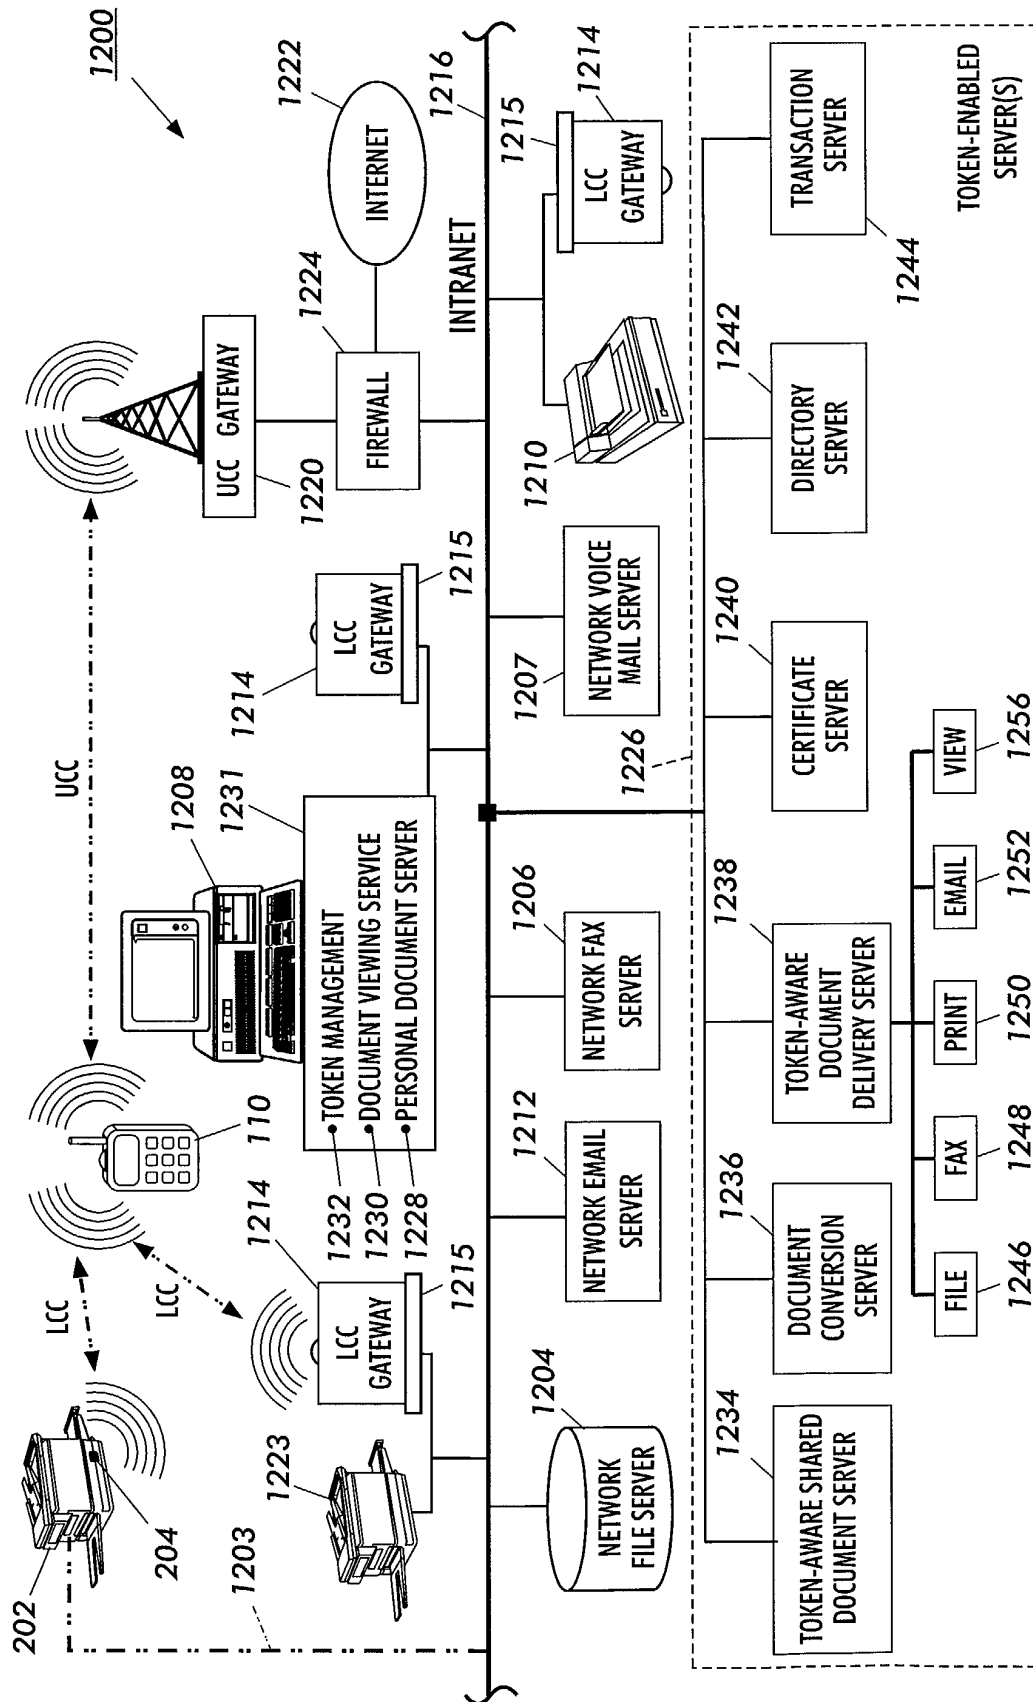 1200
202
204
1203
LCC
LCC
110
UCC
UCC GATEWAY
1220
FIREWALL
1224
INTERNET
1222
1223
1214
LCC
GATEWAY
1215
1208
1231
1232
• TOKEN MANAGEMENT
1230
• DOCUMENT VIEWING SERVICE
1228
• PERSONAL DOCUMENT SERVER
1214
LCC
GATEWAY
1215
INTRANET
1216
1204
NETWORK
FILE SERVER
1212
NETWORK EMAIL
SERVER
1206
NETWORK FAX
SERVER
1207
NETWORK VOICE
MAIL SERVER
1210
1215
1214
LCC
GATEWAY
1226
1234
TOKEN-AWARE SHARED
DOCUMENT SERVER
1236
DOCUMENT
CONVERSION
SERVER
1238
TOKEN-AWARE
DOCUMENT
DELIVERY SERVER
1240
CERTIFICATE
SERVER
1242
DIRECTORY
SERVER
TRANSACTION
SERVER
1244
FILE
1246
FAX
1248
PRINT
1250
EMAIL
1252
VIEW
1256
TOKEN-ENABLED
SERVER(S)